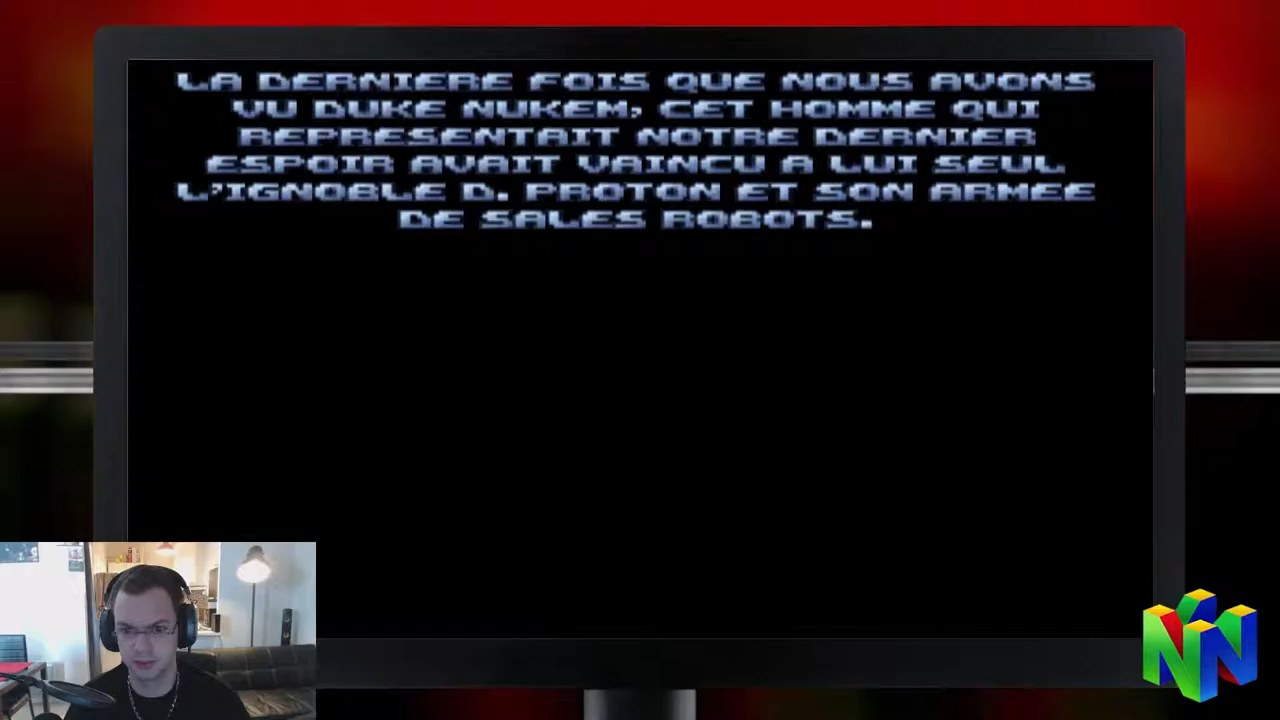 LA DERNIERE FOIS QUE NOUS AVONS
VU DUKE NUKEM, CET HOMME QUI
REPRESENTAIT NOTRE DERNIER
ESPOIR AVAIT VAINCU A LUI SEUL
L'IGNOBLE D. PROTON ET SON ARMEE
DE SALES ROBOTS.